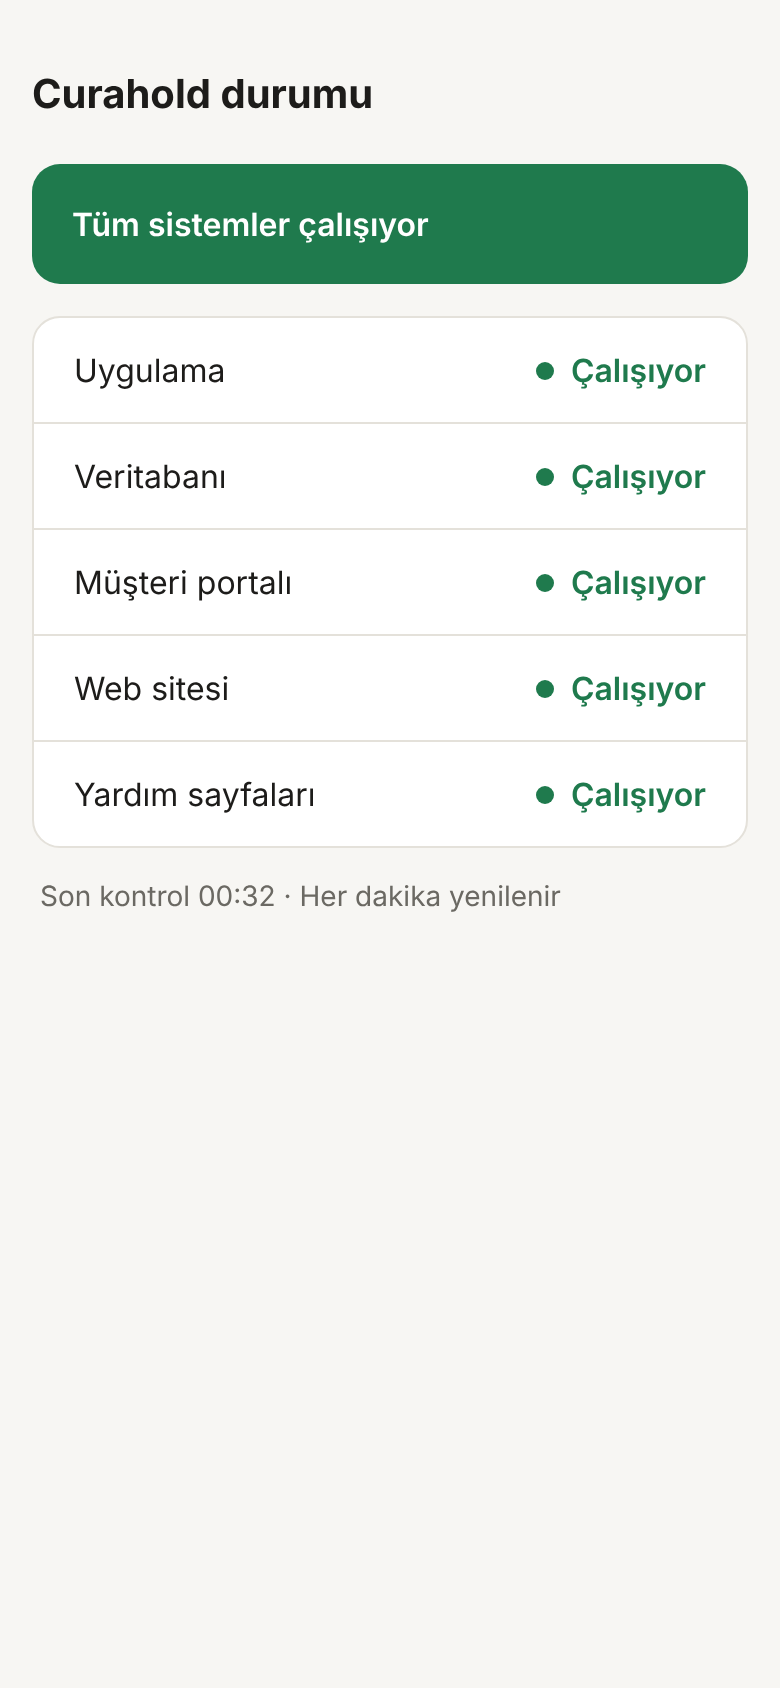 Curahold durumu
Tüm sistemler çalışıyor
Uygulama Çalışıyor
Veritabanı Çalışıyor
Müşteri portalı Çalışıyor
Web sitesi Çalışıyor
Yardım sayfaları Çalışıyor
Son kontrol 00:32 · Her dakika yenilenir